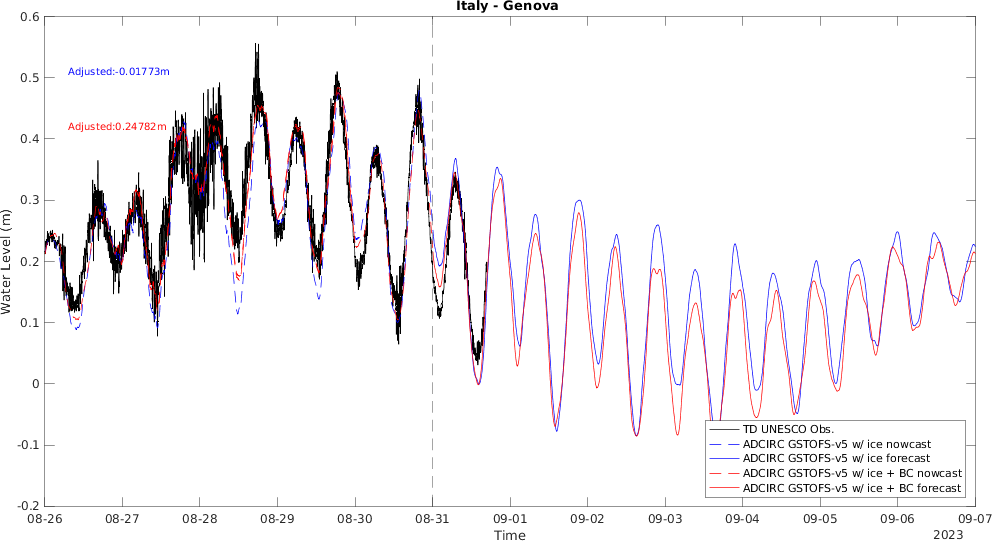 Italy - Genova
0.6
0.5
0.4
0.3
0.2
0.1
0
-0.1
-0.2
Water Level (m)
Adjusted:-0.01773m
Adjusted:0.24782m
TD UNESCO Obs.
ADCIRC GSTOFS-v5 w/ ice nowcast
ADCIRC GSTOFS-v5 w/ ice forecast
ADCIRC GSTOFS-v5 w/ ice + BC nowcast
ADCIRC GSTOFS-v5 w/ ice + BC forecast
08-26 08-27 08-28 08-29 08-30 08-31 09-01 09-02 09-03 09-04 09-05 09-06 09-07
Time
2023